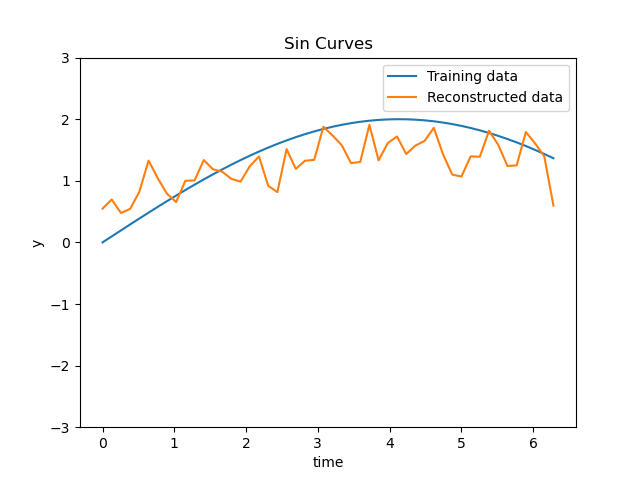 Sin Curves
Training data
Reconstructed data
3
2
1
0
−1
−2
−3
y
0 1 2 3 4 5 6
time